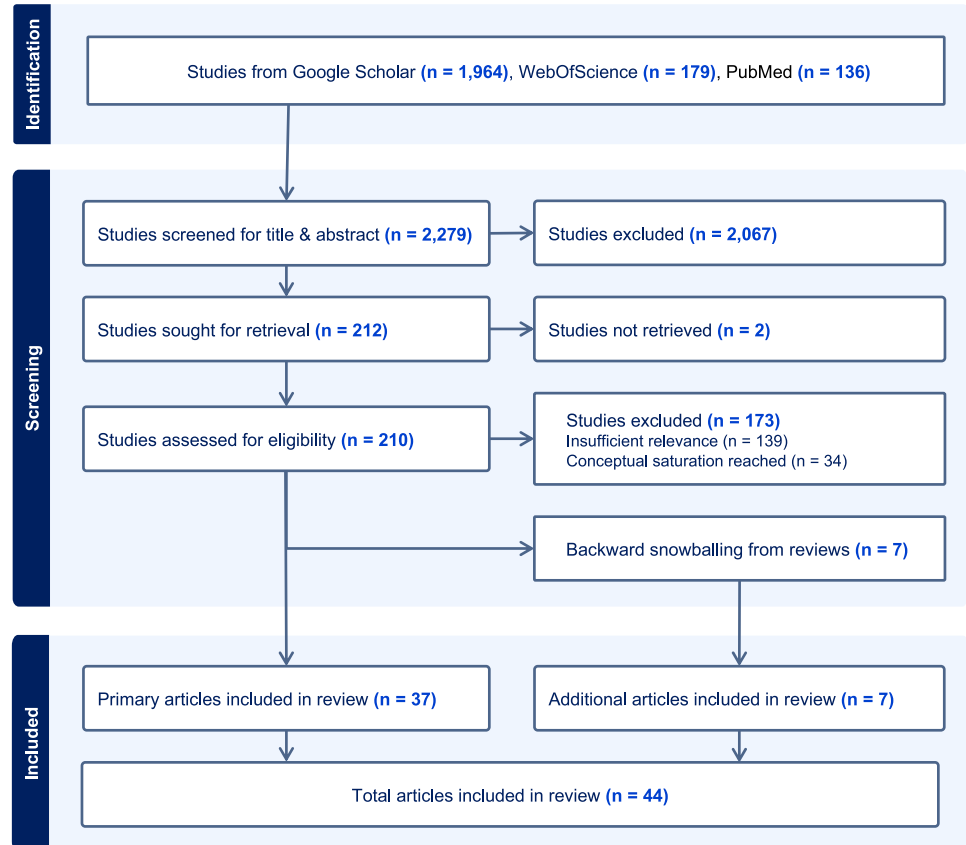 Identification
Studies from Google Scholar (n = 1,964), WebOfScience (n = 179), PubMed (n = 136)
Screening
Studies screened for title & abstract (n = 2,279)
Studies excluded (n = 2,067)
Studies sought for retrieval (n = 212)
Studies not retrieved (n = 2)
Studies assessed for eligibility (n = 210)
Studies excluded (n = 173)
Insufficient relevance (n = 139)
Conceptual saturation reached (n = 34)
Backward snowballing from reviews (n = 7)
Included
Primary articles included in review (n = 37)
Additional articles included in review (n = 7)
Total articles included in review (n = 44)